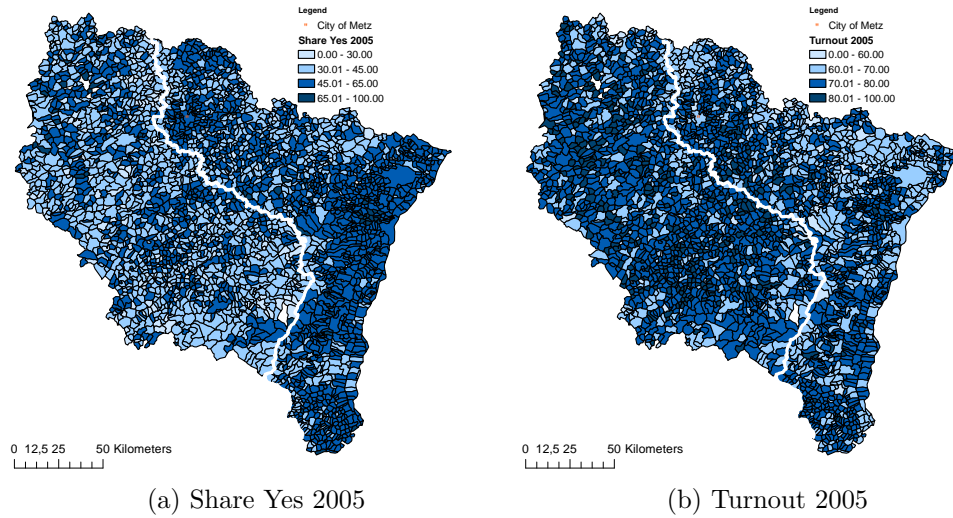 Legend
City of Metz
Share Yes 2005
0.00 - 30.00
30.01 - 45.00
45.01 - 65.00
65.01 - 100.00
0 12,5 25 50 Kilometers
(a) Share Yes 2005
Legend
City of Metz
Turnout 2005
0.00 - 60.00
60.01 - 70.00
70.01 - 80.00
80.01 - 100.00
0 12,5 25 50 Kilometers
(b) Turnout 2005